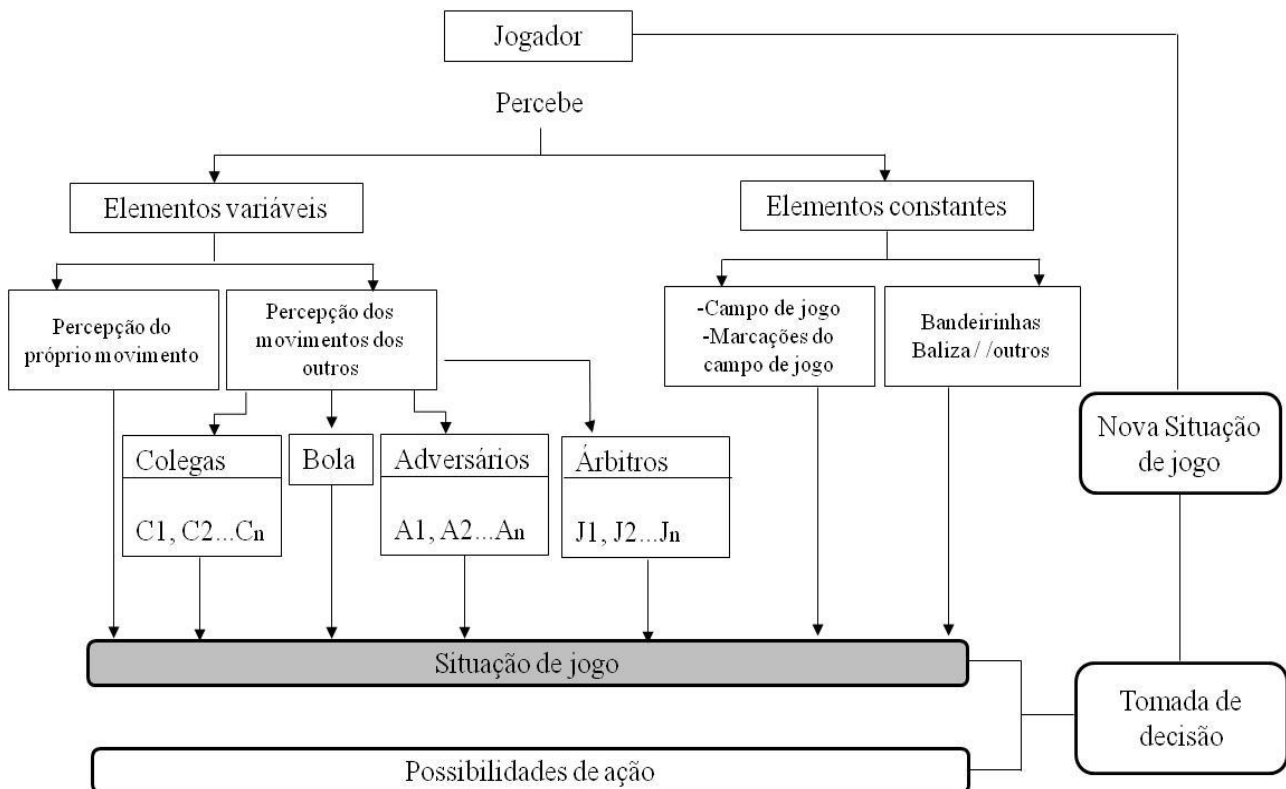 Jogador
Percebe
Elementos variáveis
Elementos constantes
Percepção do
próprio movimento
Percepção dos
movimentos dos
outros
-Campo de jogo
-Marcações do
campo de jogo
Bandeirinhas
Baliza//outros
Colegas
C1, C2...Cn
Bola
Adversários
A1, A2...An
Árbitros
J1, J2...Jn
Nova Situação
de jogo
Situação de jogo
Tomada de
decisão
Possibilidades de ação